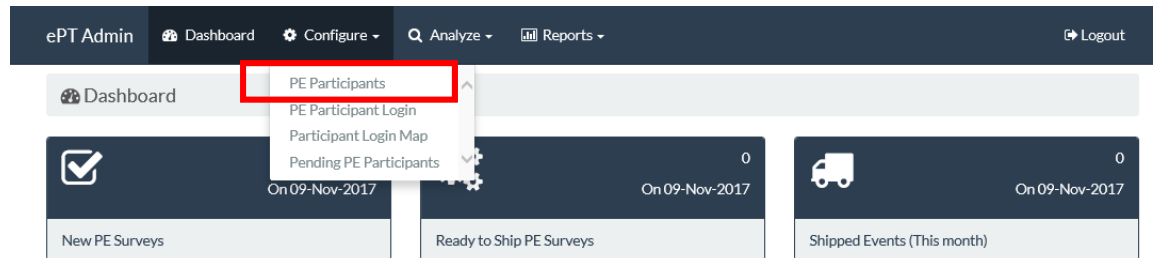 ePT Admin Dashboard Configure Analyze Reports Logout
Dashboard
PE Participants
PE Participant Login
Participant Login Map
Pending PE Participants
On 09-Nov-2017
New PE Surveys
0
On 09-Nov-2017
Ready to Ship PE Surveys
0
On 09-Nov-2017
Shipped Events (This month)